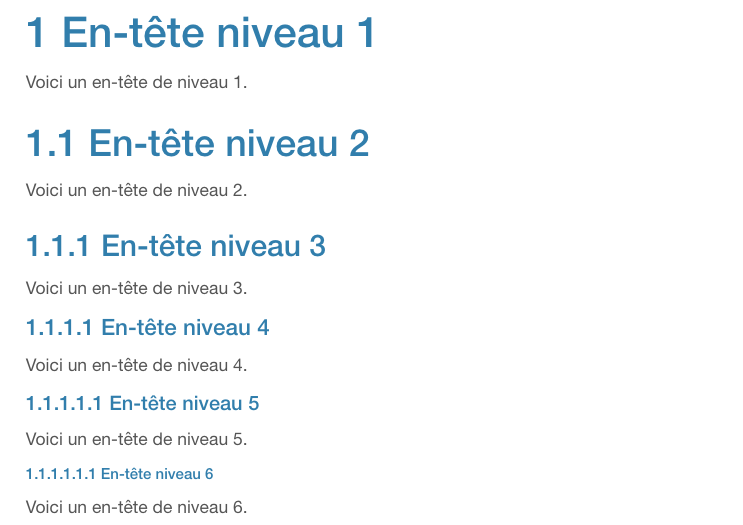 1 En-tête niveau 1
Voici un en-tête de niveau 1.
1.1 En-tête niveau 2
Voici un en-tête de niveau 2.
1.1.1 En-tête niveau 3
Voici un en-tête de niveau 3.
1.1.1.1 En-tête niveau 4
Voici un en-tête de niveau 4.
1.1.1.1.1 En-tête niveau 5
Voici un en-tête de niveau 5.
1.1.1.1.1.1 En-tête niveau 6
Voici un en-tête de niveau 6.